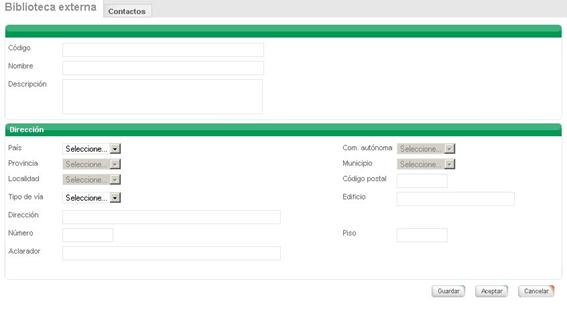 Biblioteca externa Contactos
Código
Nombre
Descripción
Dirección
País Seleccione... Com. autónoma Seleccione...
Provincia Seleccione... Municipio Seleccione...
Localidad Seleccione... Código postal
Tipo de vía Seleccione... Edificio
Dirección
Número Piso
Aclarador
Guardar Aceptar Cancelar